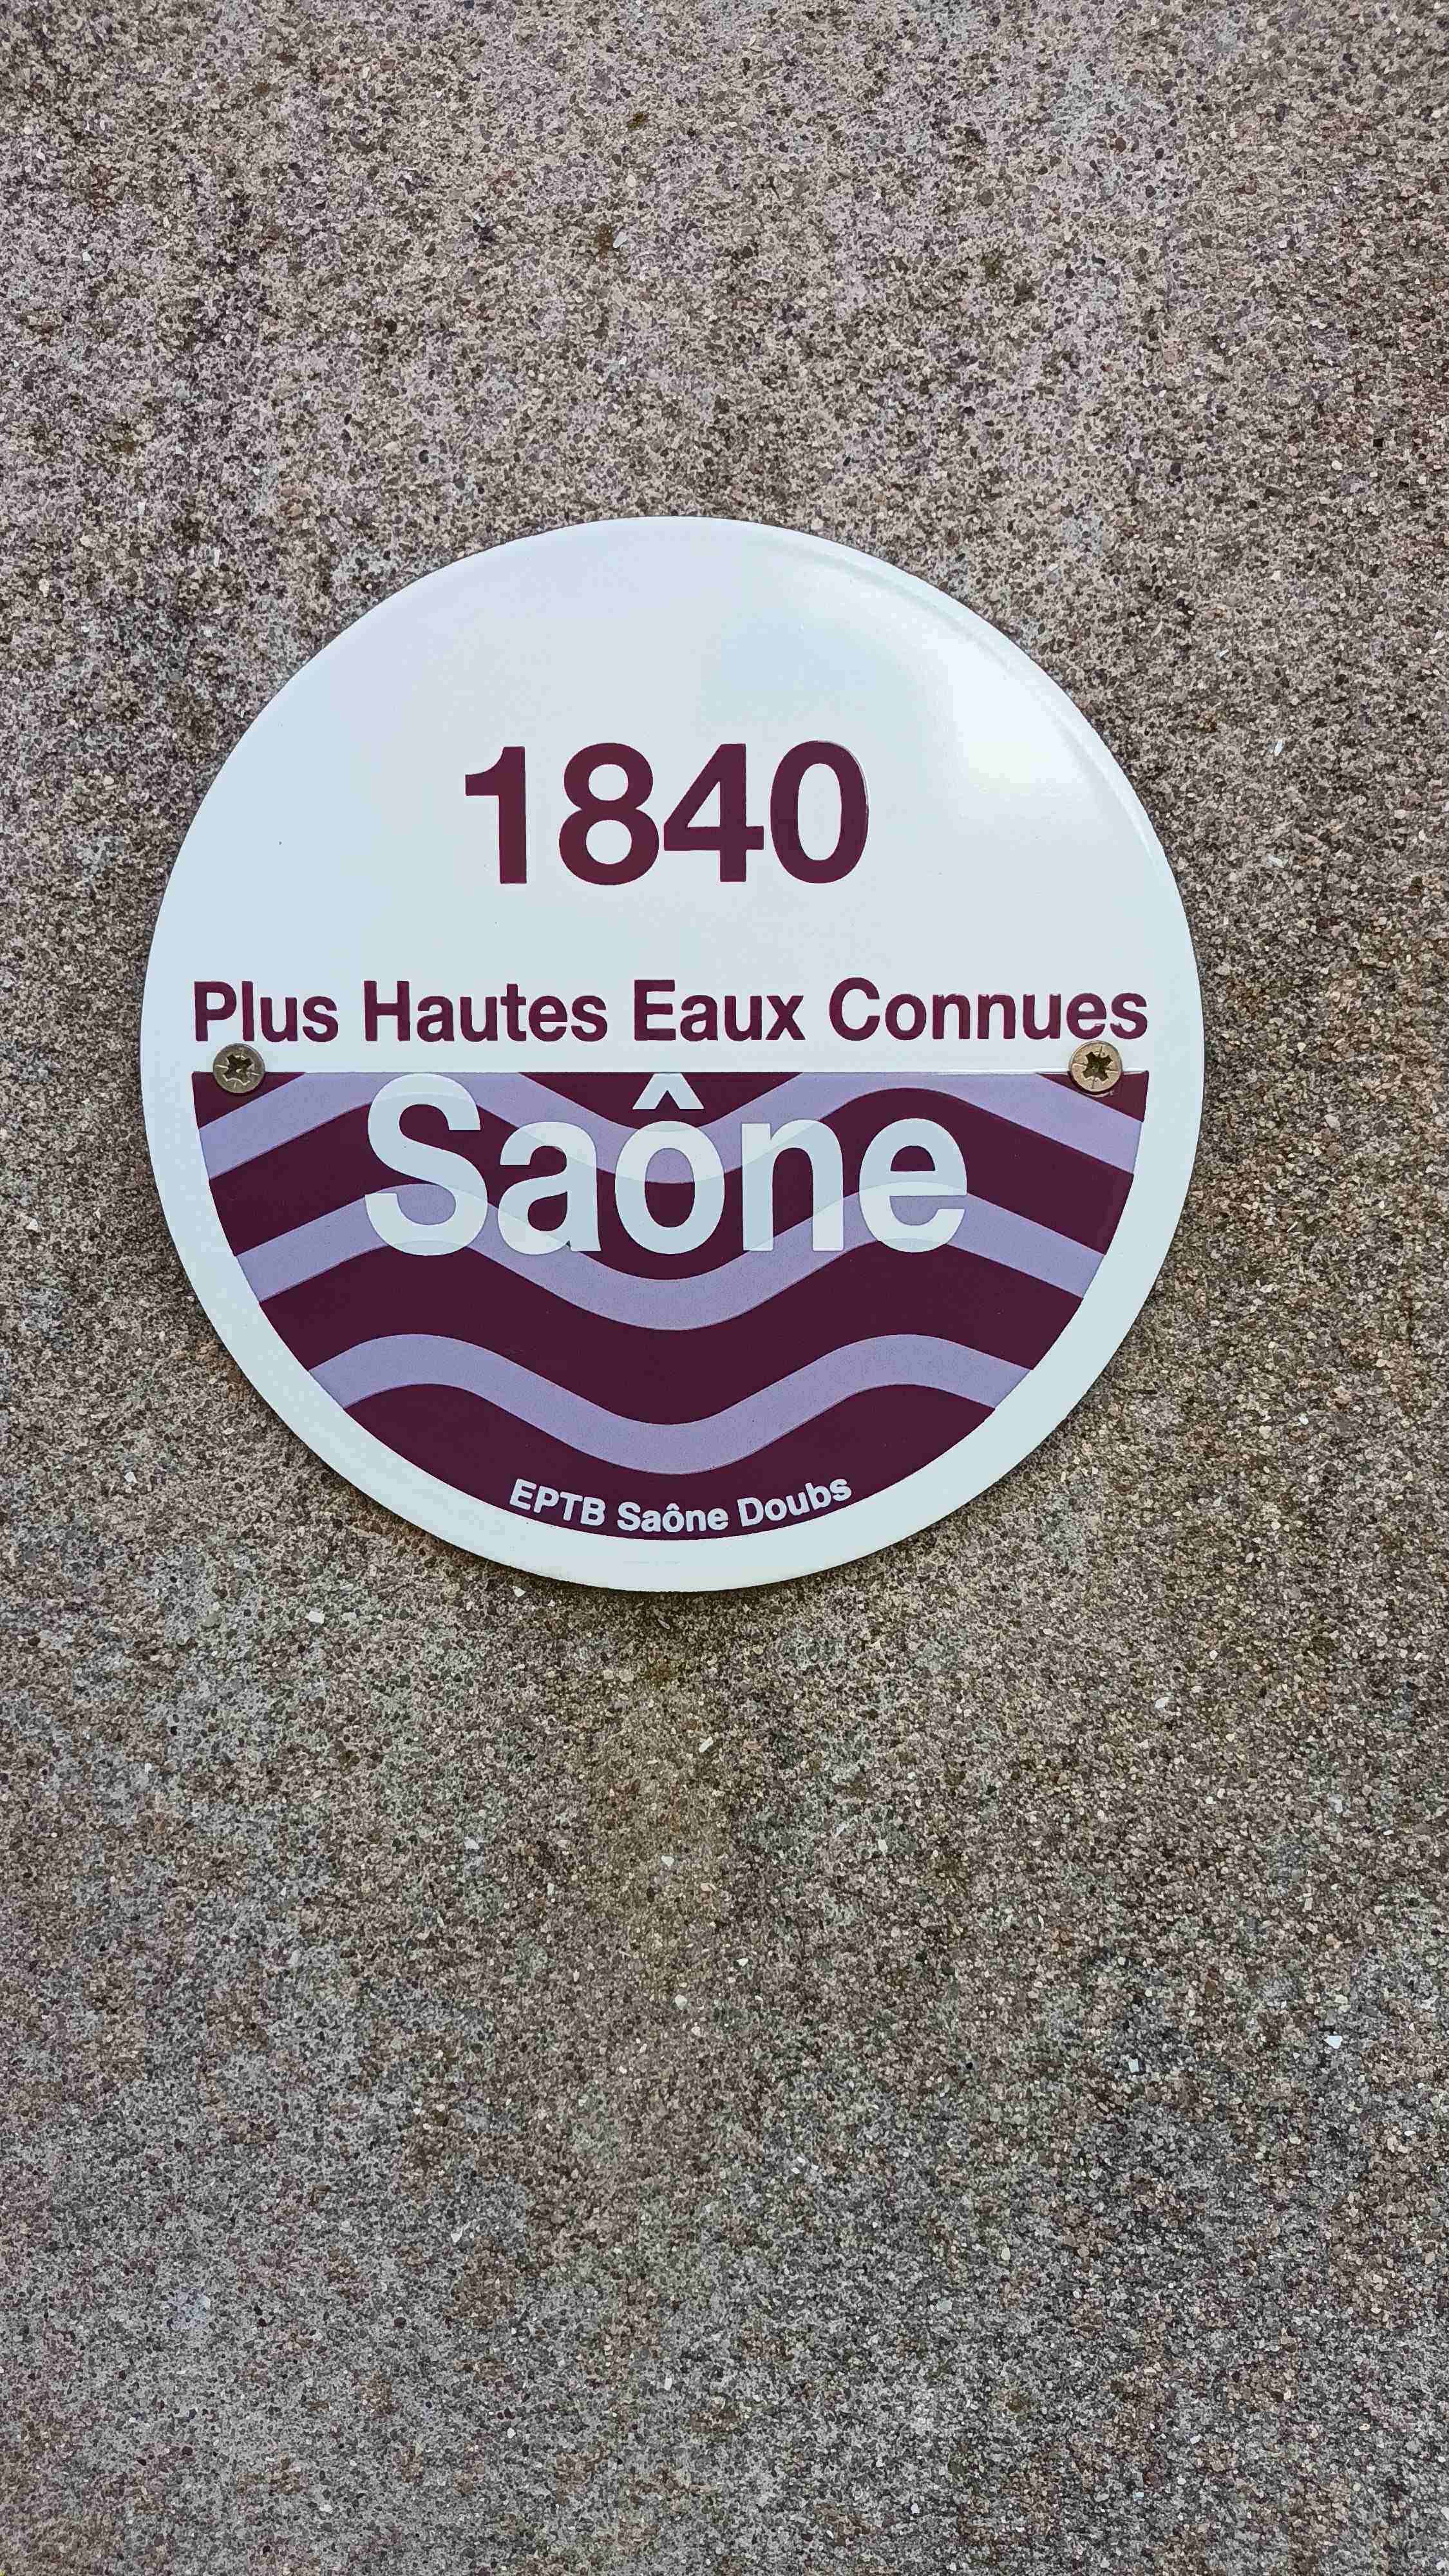 1840
Plus Hautes Eaux Connues
Saône
EPTB Saône Doubs